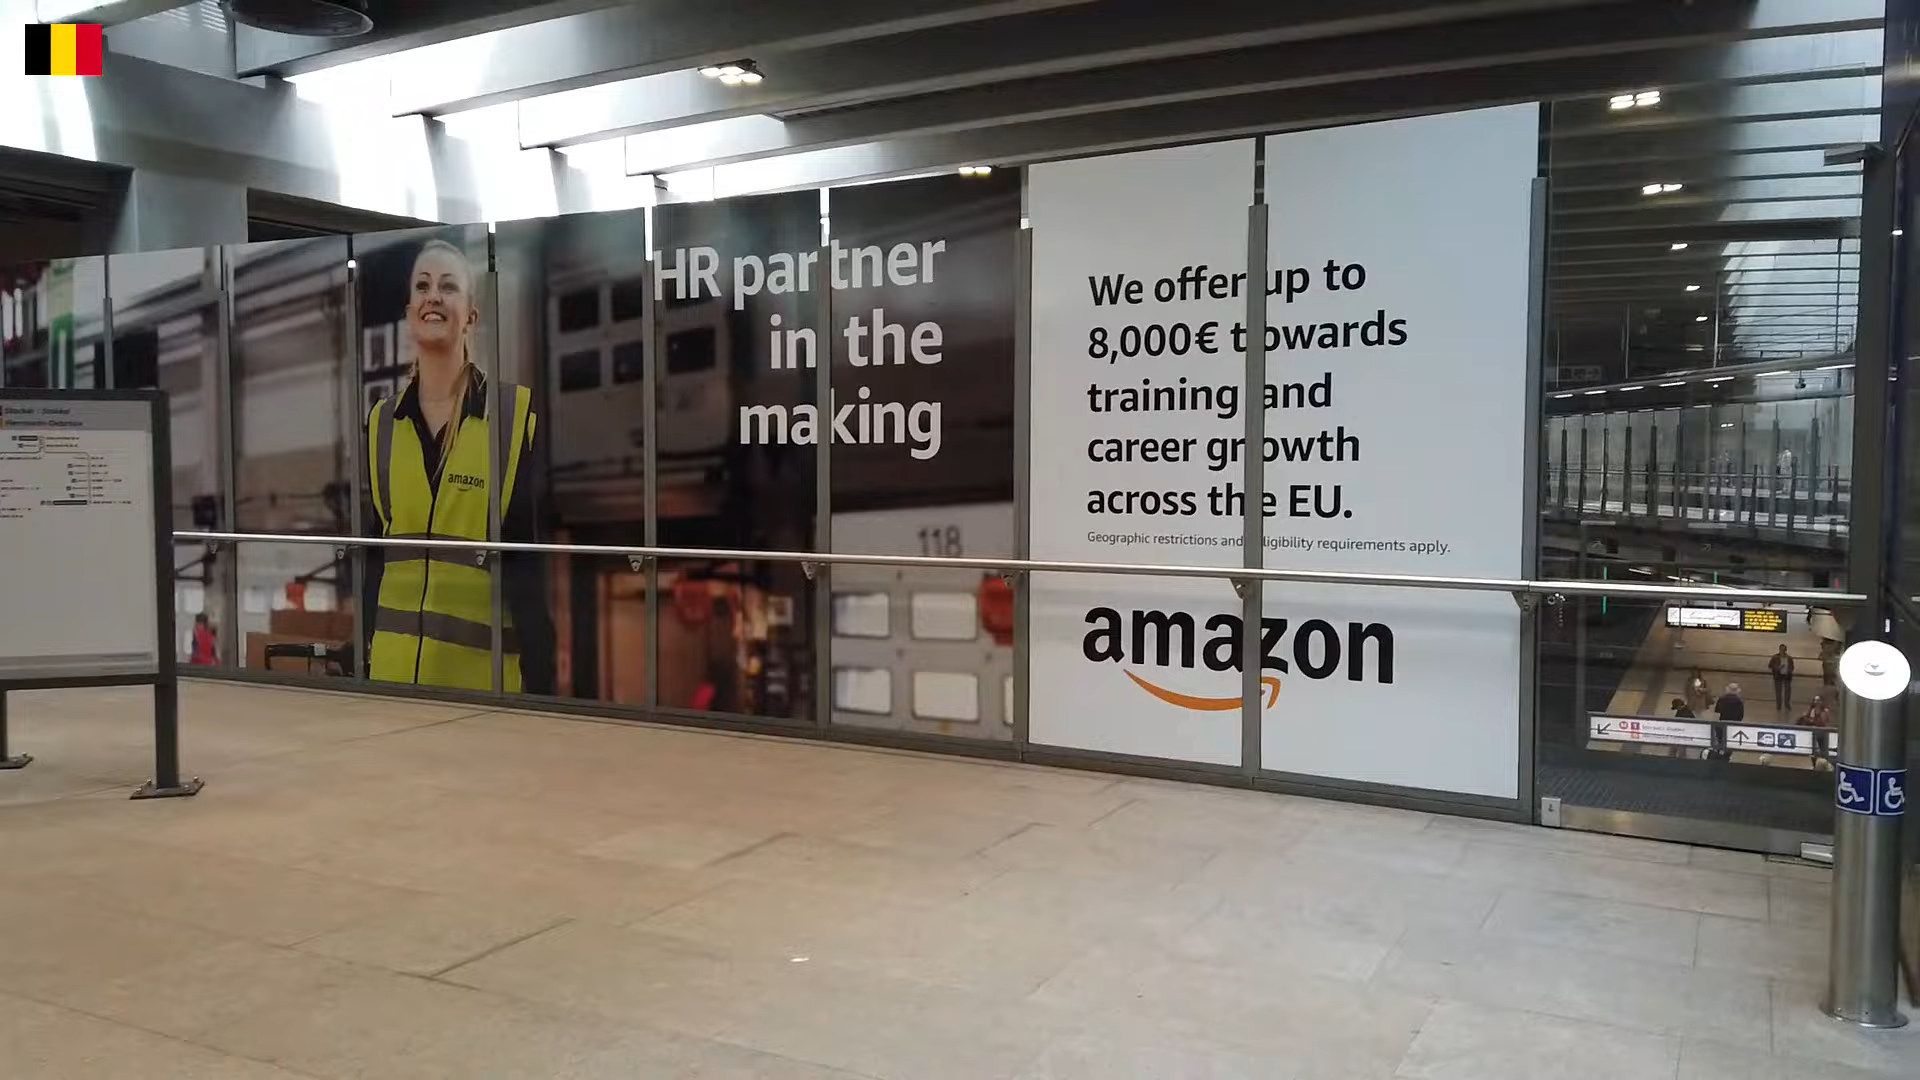 HR partner
in the
making
amazon
We offer up to
8,000€ towards
training and
career growth
across the EU.
Geographic restrictions and eligibility requirements apply.
amazon
118